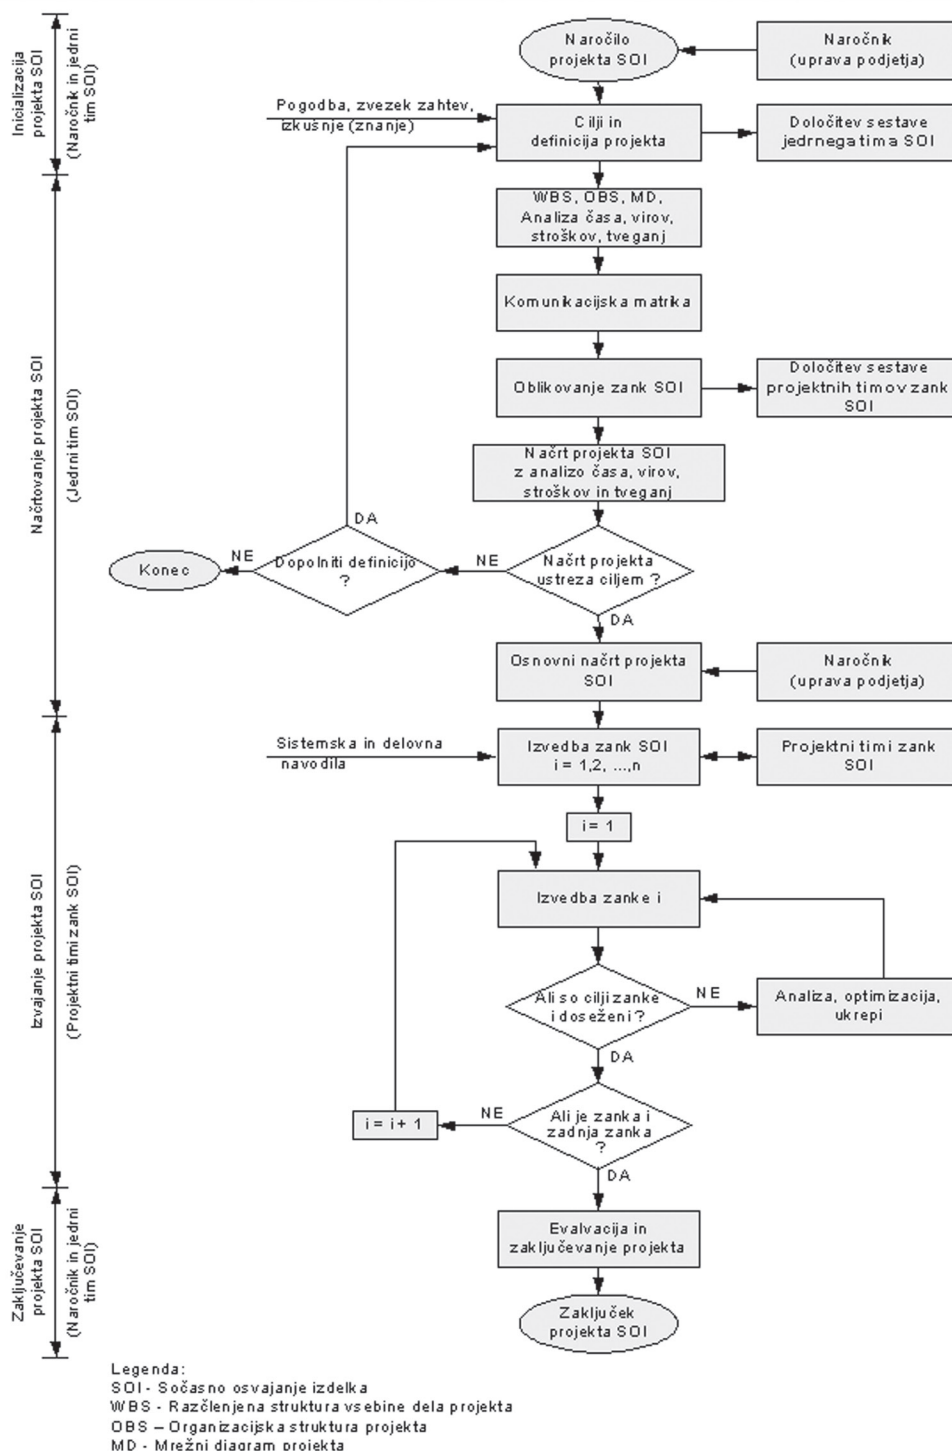 Inicializacija
projekta SOI
(Naročnik in jedrni
tim SOI)
Naročilo
projekta SOI
Naročnik
(uprava podjetja)
Pogodba, zvezek zahtev,
izkušnje (znanje)
Cilji in
definicija projekta
Določitev sestave
jedrnega tima SOI
Načrtovanje projekta SOI
(Jedrni tim SOI)
WBS, OBS, MD,
Analiza časa, virov,
stroškov, tveganj
Komunikacijska matrika
Oblikovanje zank SOI
Določitev sestave
projektnih timov zank
SOI
Načrt projekta SOI
z analizo časa, virov,
stroškov in tveganj
DA
Konec
NE
Dopolniti definicijo
?
NE
Načrt projekta
ustreza ciljem ?
DA
Osnovni načrt projekta
SOI
Naročnik
(uprava podjetja)
Izvajanje projekta SOI
(Projektni timi zank SOI)
Sistemska in delovna
navodila
Izvedba zank SOI
i = 1,2, ...,n
Projektni timi zank
SOI
i = 1
Izvedba zanke i
Ali so cilji zanke
i doseženi ?
NE
Analiza, optimizacija,
ukrepi
DA
i = i + 1
NE
Ali je zanka i
zadnja zanka
?
DA
Zaključevanje
projekta SOI
(Naročnik in jedrni
tim SOI)
Evalvacija in
zaključevanje projekta
Zaključek
projekta SOI
Legenda:
SOI - Sočasno osvajanje izdelka
WBS - Razčlenjena struktura vsebine dela projekta
OBS – Organizacijska struktura projekta
MD - Mrežni diagram projekta